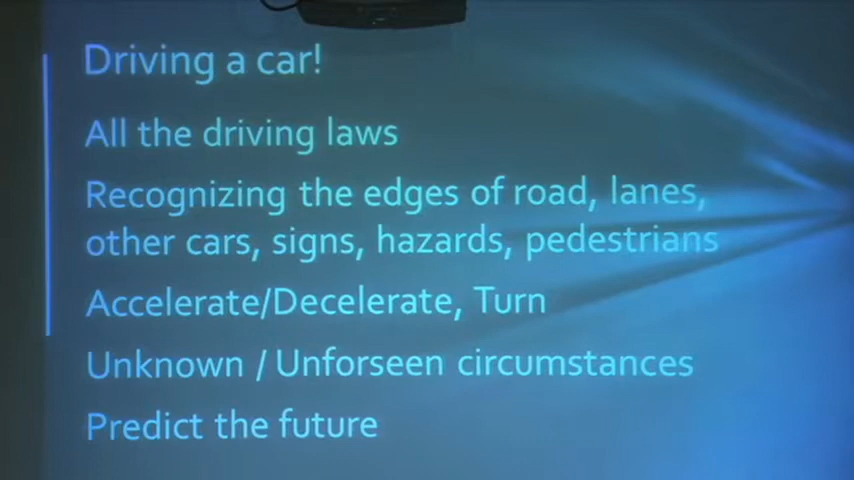 Driving a car!
All the driving laws
Recognizing the edges of road, lanes,
other cars, signs, hazards, pedestrians
Accelerate/Decelerate, Turn
Unknown / Unforseen circumstances
Predict the future